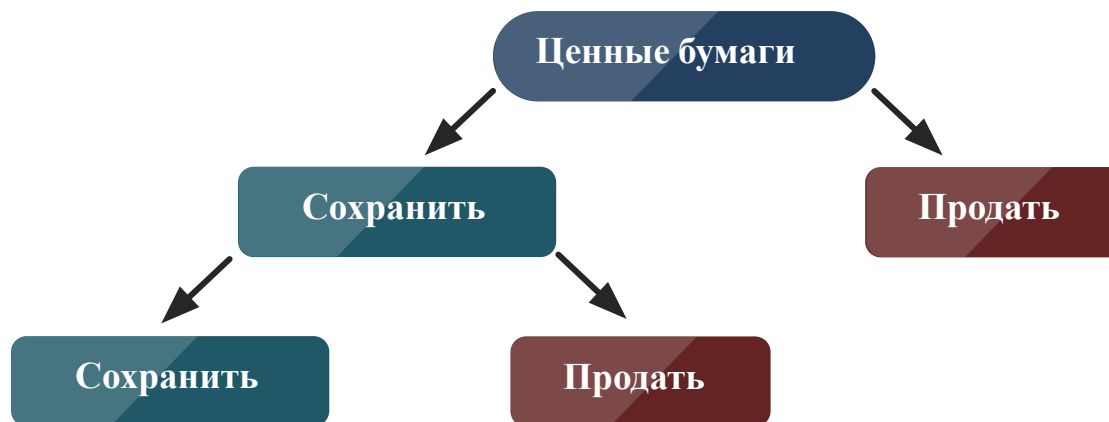 Ценные бумаги
Сохранить
Продать
Сохранить
Продать